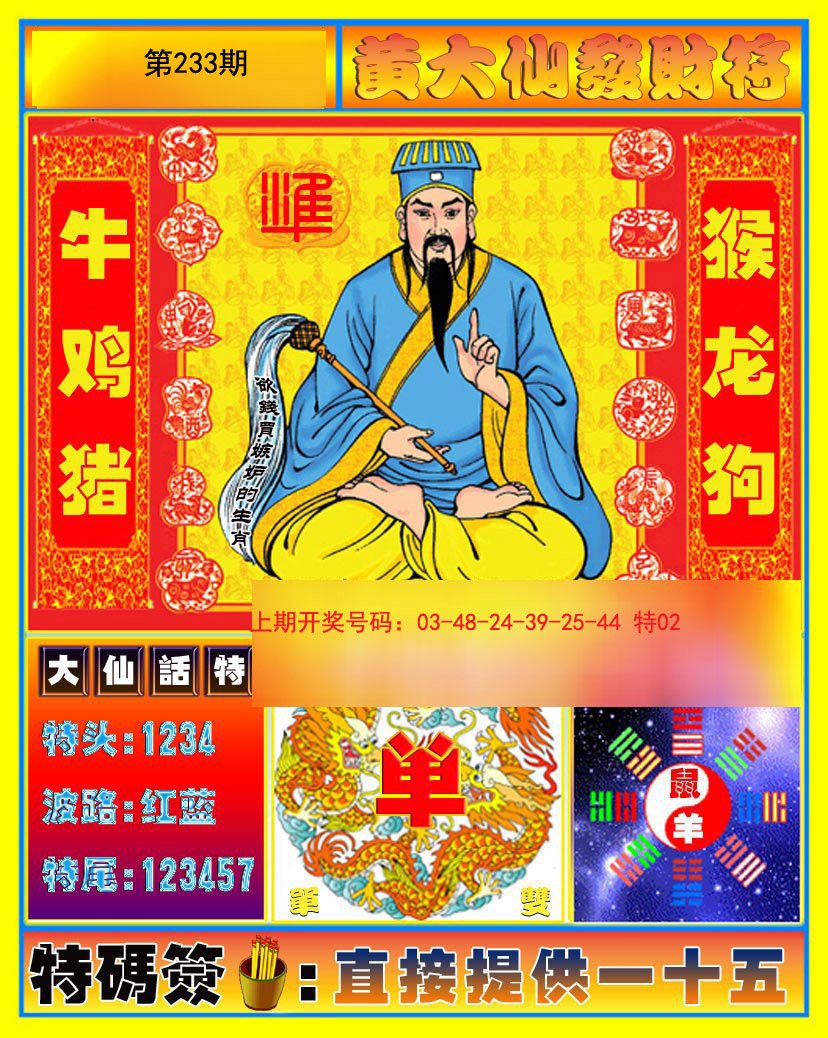 第233期
黄大仙發財符
牛鸡猪
猴龙狗
欲錢買嫉妒的生肖
上期开奖号码：03-48-24-39-25-44 特02
大仙話特
特头:1234
波路:红蓝
特尾:123457
单
單
雙
鼠
羊
特碼簽:直接提供一十五